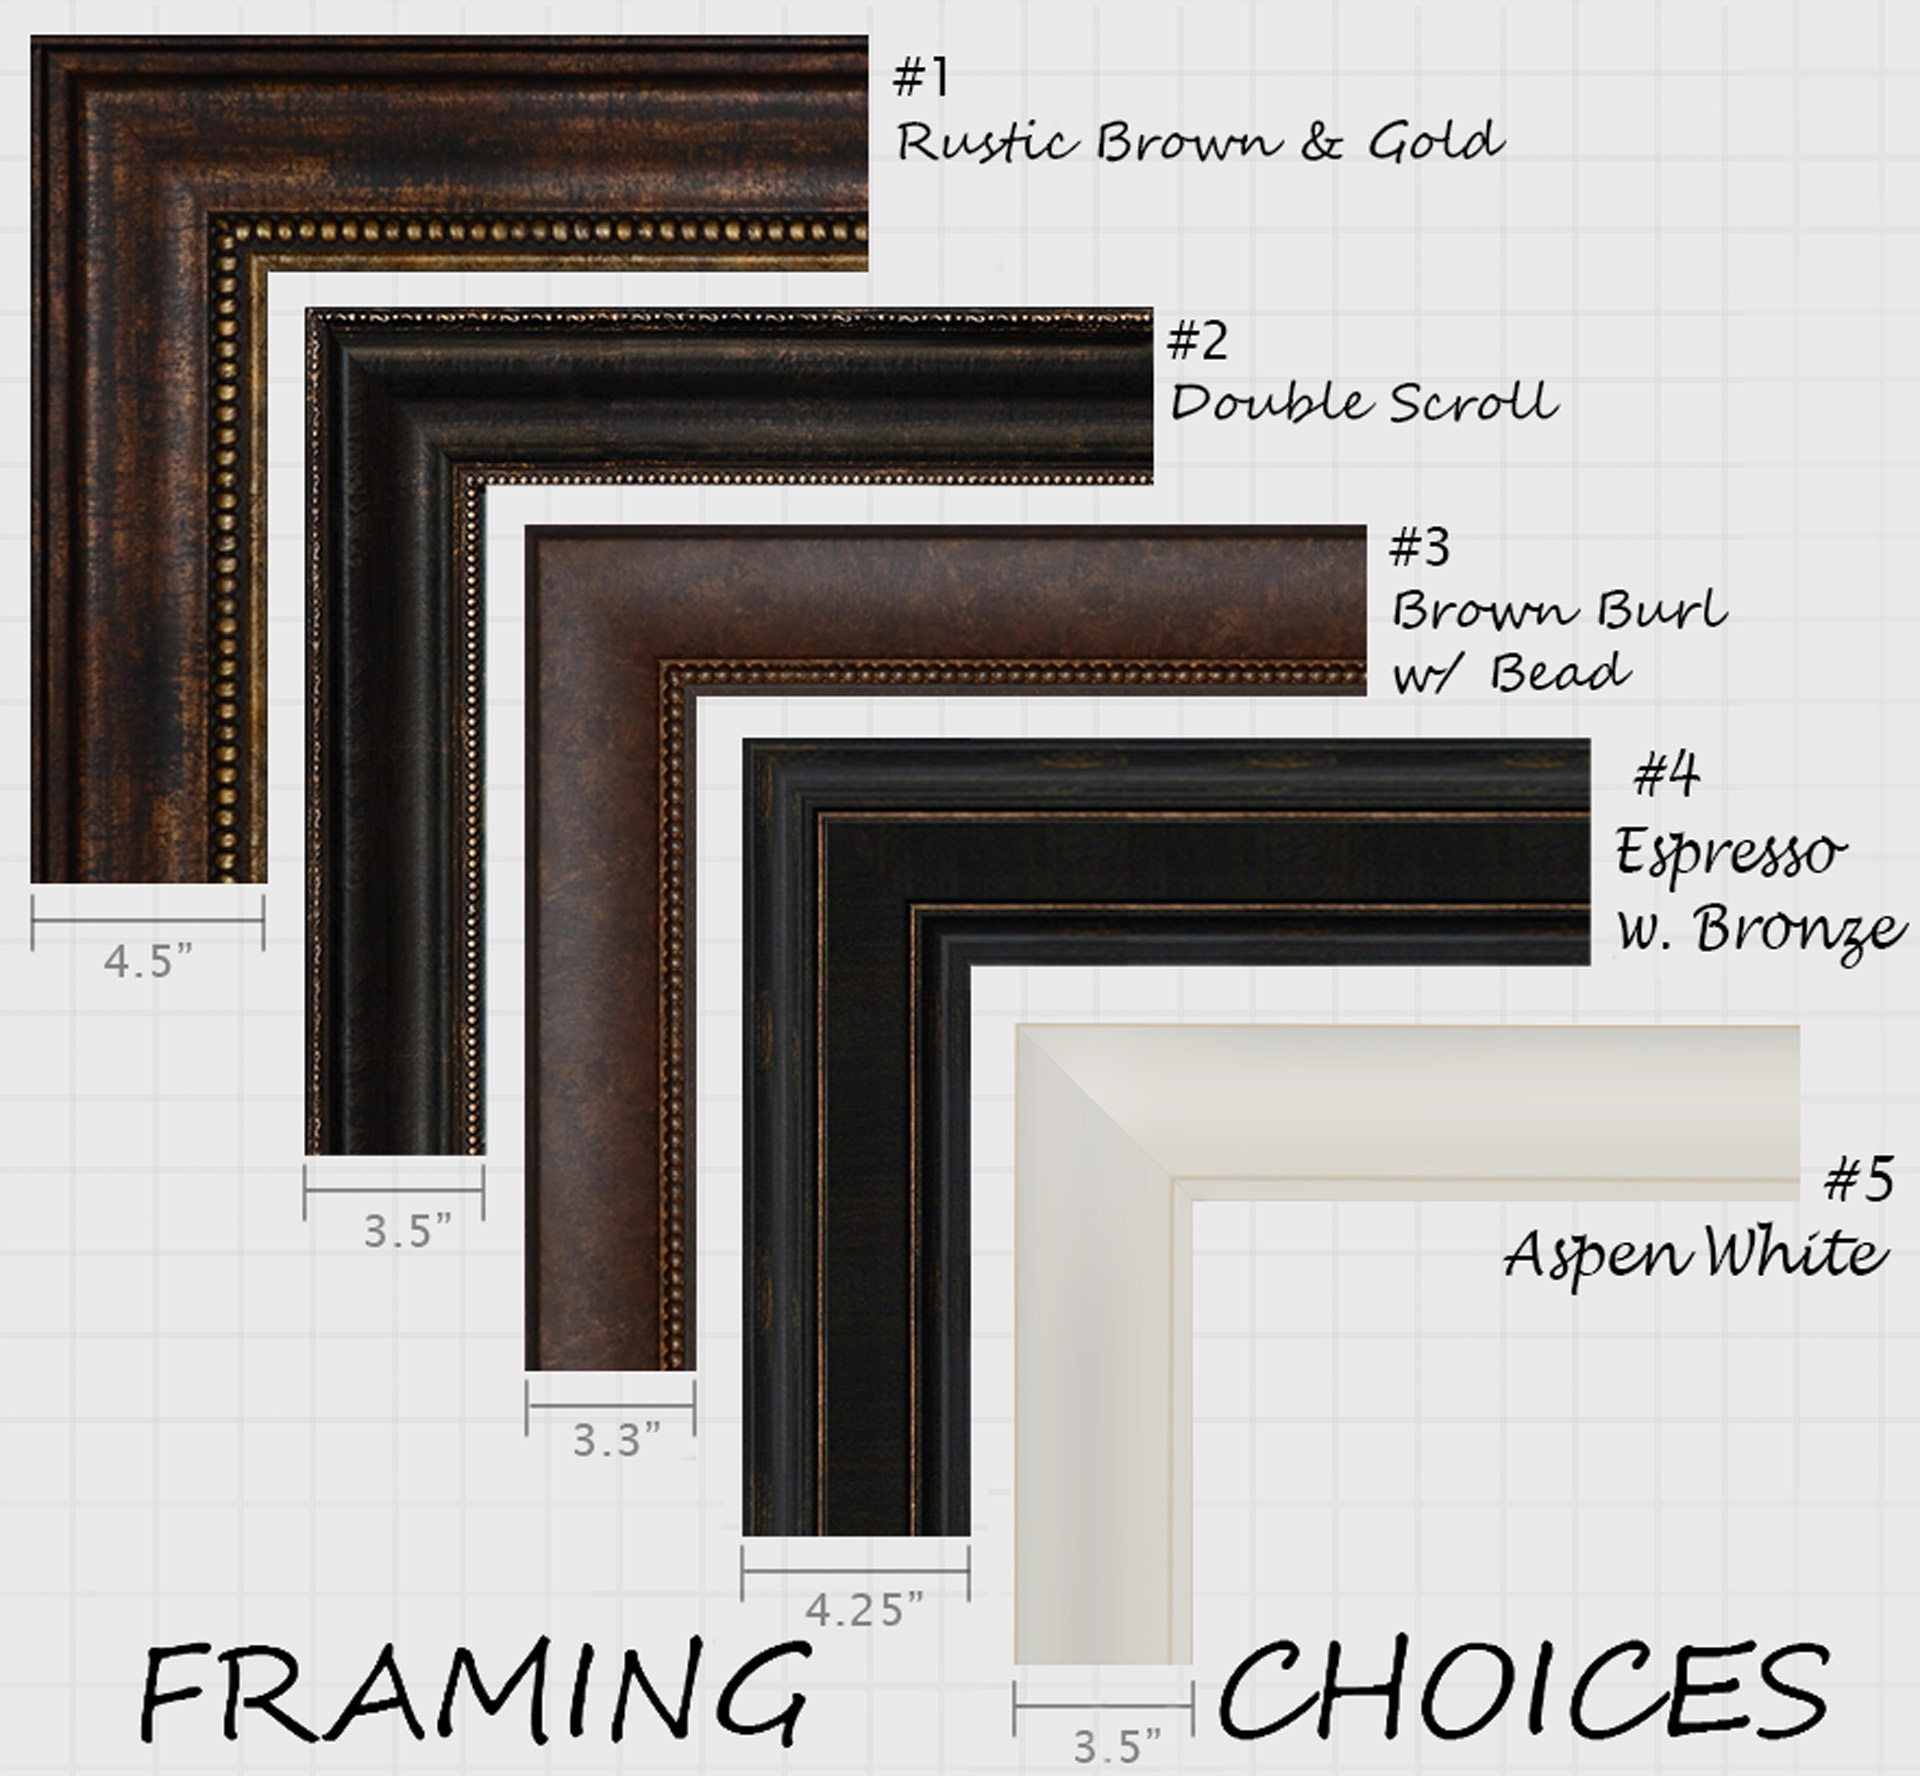 #1
Rustic Brown & Gold
#2
Double Scroll
#3
Brown Burl
w/ Bead
#4
Espresso
w. Bronze
4.5”
#5
Aspen White
3.5”
3.3”
4.25”
FRAMING CHOICES
3.5”